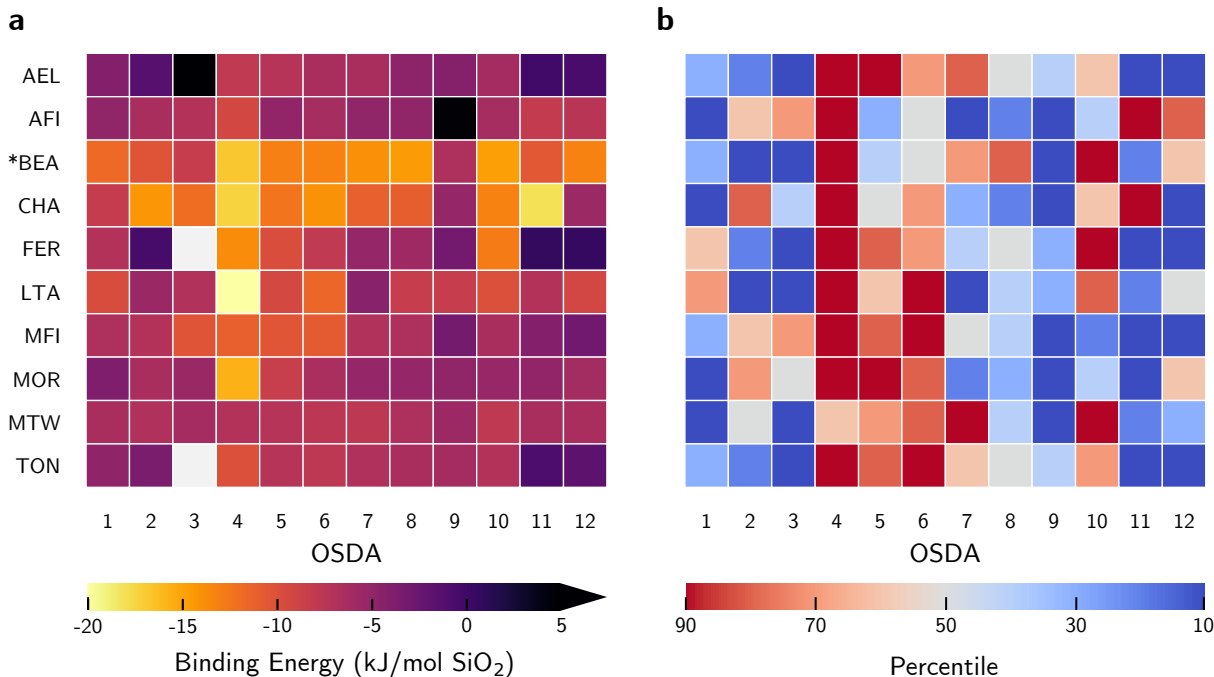 a
b
AEL
AFI
*BEA
CHA
FER
LTA
MFI
MOR
MTW
TON
1 2 3 4 5 6 7 8 9 10 11 12
OSDA
1 2 3 4 5 6 7 8 9 10 11 12
OSDA
-20 -15 -10 -5 0 5
Binding Energy (kJ/mol SiO₂)
90 70 50 30 10
Percentile